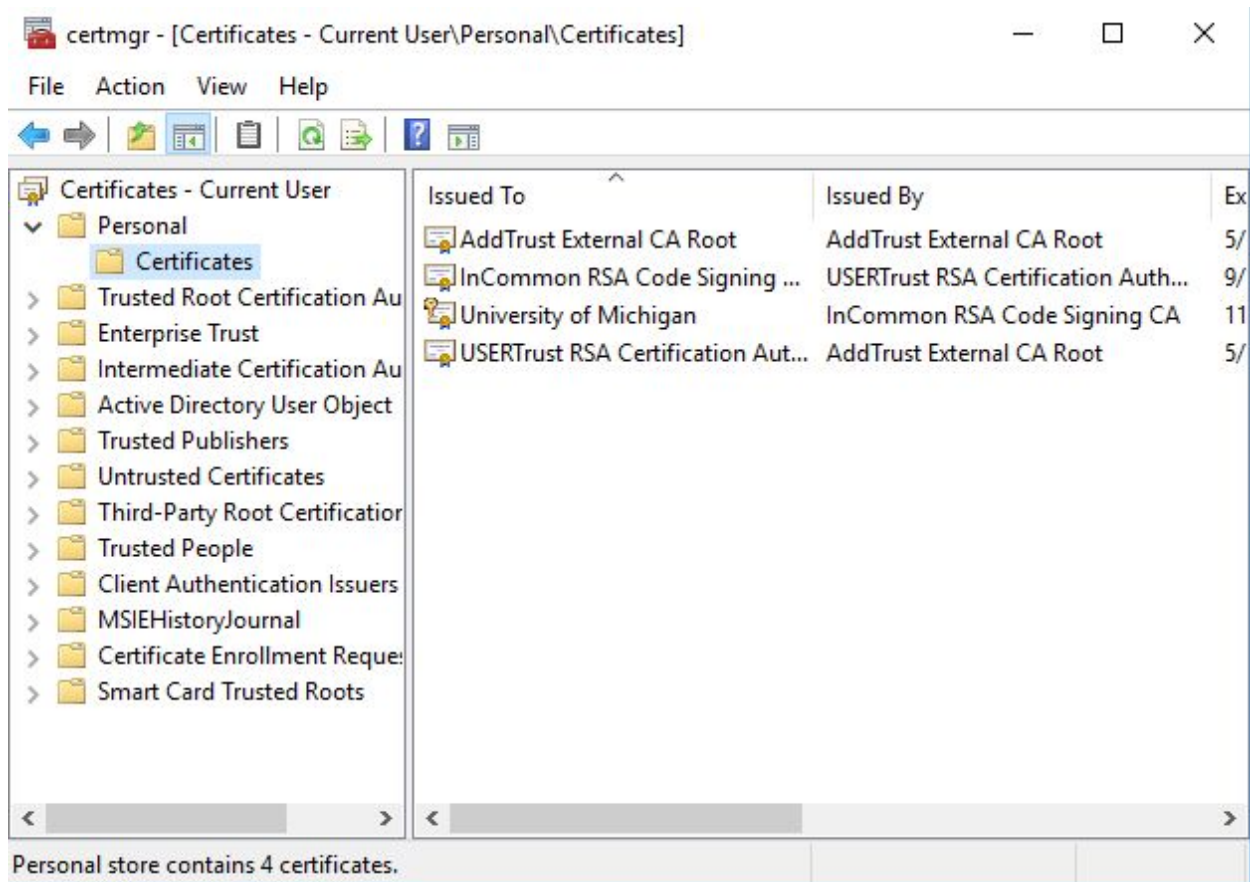 certmgr - [Certificates - Current User\Personal\Certificates]
File Action View Help
Certificates - Current User
Personal
Certificates
Trusted Root Certification Au
Enterprise Trust
Intermediate Certification Au
Active Directory User Object
Trusted Publishers
Untrusted Certificates
Third-Party Root Certification
Trusted People
Client Authentication Issuers
MSIEHistoryJournal
Certificate Enrollment Reques
Smart Card Trusted Roots
Issued To Issued By Ex
AddTrust External CA Root AddTrust External CA Root 5/
InCommon RSA Code Signing ... USERTrust RSA Certification Auth... 9/
University of Michigan InCommon RSA Code Signing CA 11
USERTrust RSA Certification Aut... AddTrust External CA Root 5/
Personal store contains 4 certificates.